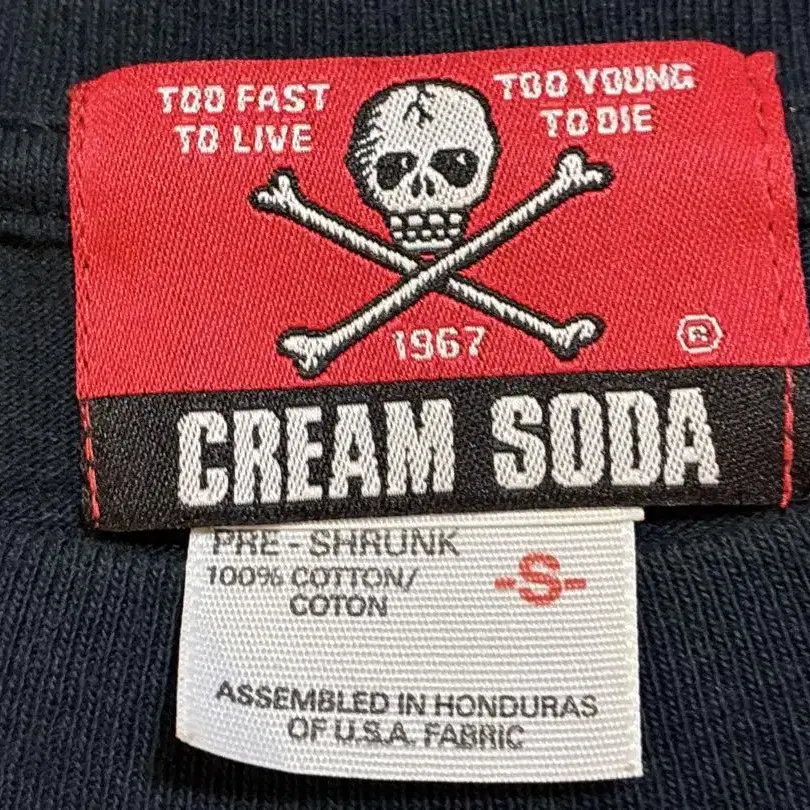 TOO FAST
TO LIVE
TOO YOUNG
TO DIE
1967
®
CREAM SODA
PRE - SHRUNK
100% COTTON/
COTON
-S-
ASSEMBLED IN HONDURAS
OF U.S.A. FABRIC